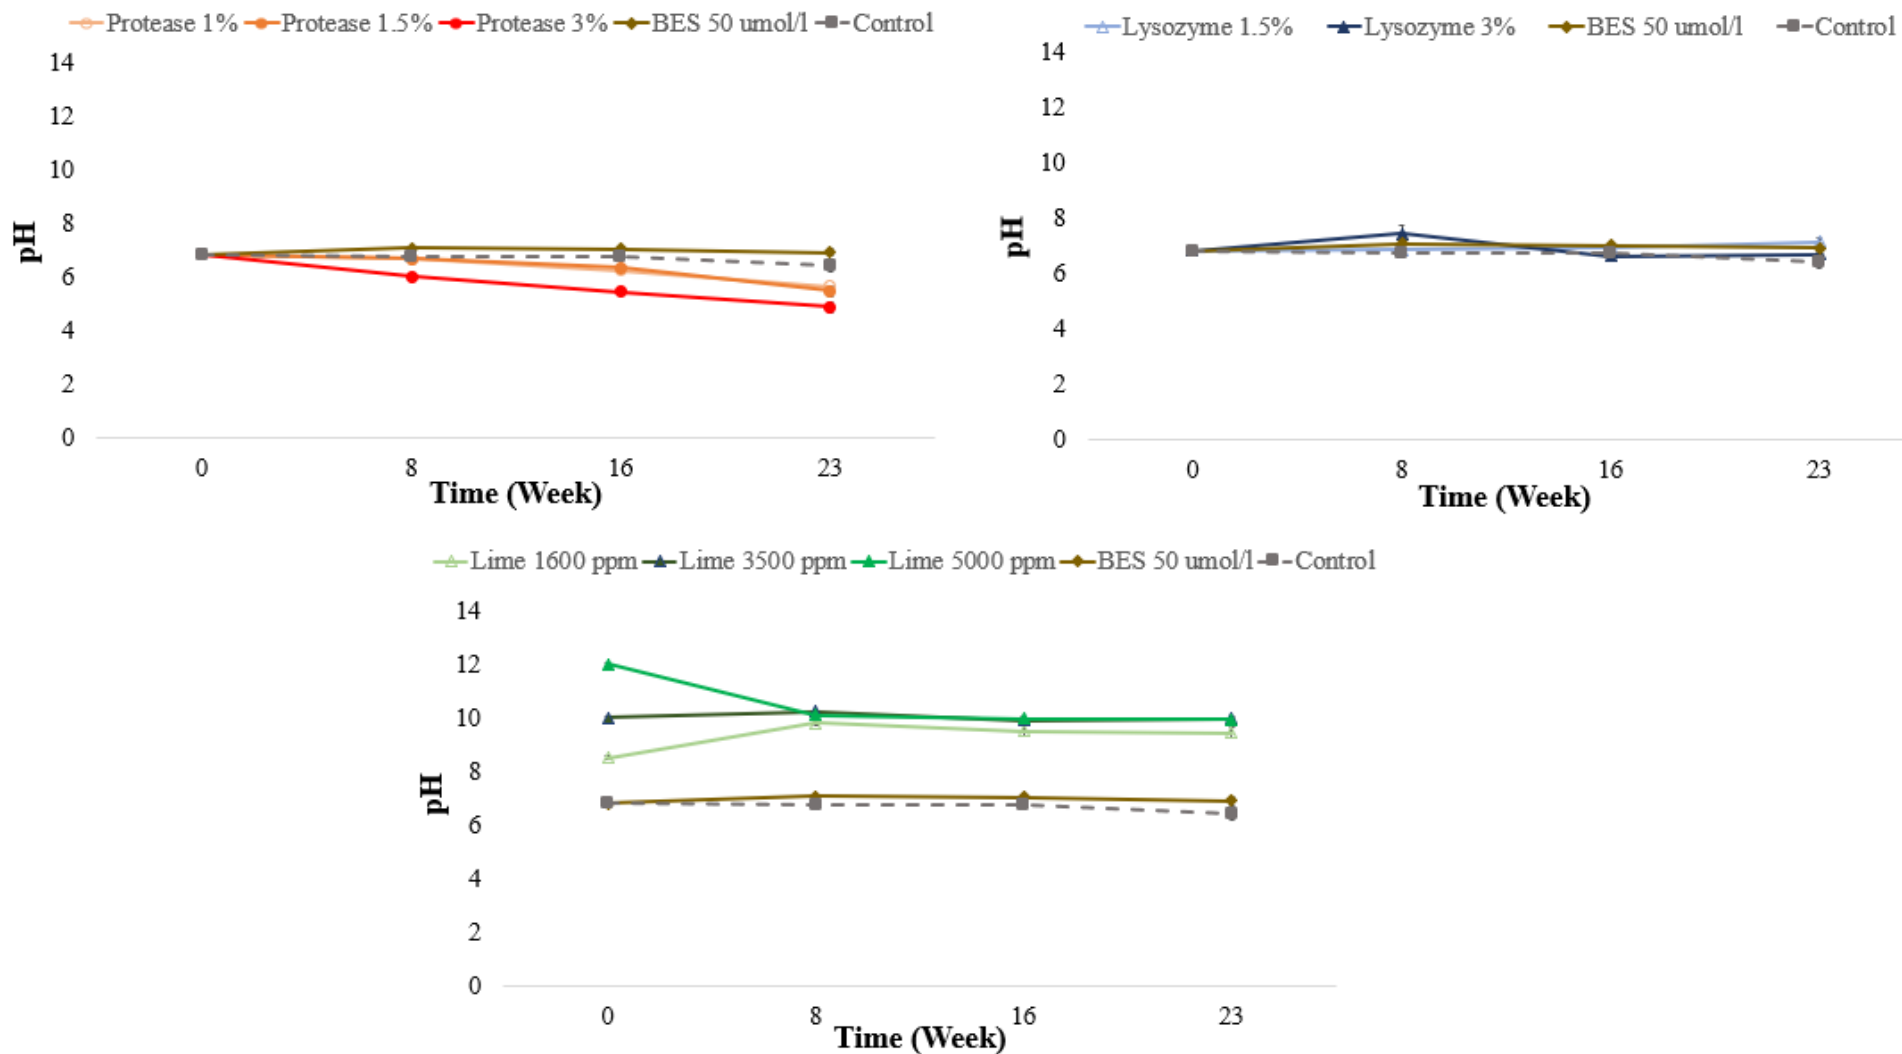 Protease 1% Protease 1.5% Protease 3% BES 50 umol/l Control
14
12
10
8
6
4
2
0
pH
0 8 16 23
Time (Week)
Lysozyme 1.5% Lysozyme 3% BES 50 umol/l Control
14
12
10
8
6
4
2
0
pH
0 8 16 23
Time (Week)
Lime 1600 ppm Lime 3500 ppm Lime 5000 ppm BES 50 umol/l Control
14
12
10
8
6
4
2
0
pH
0 8 16 23
Time (Week)